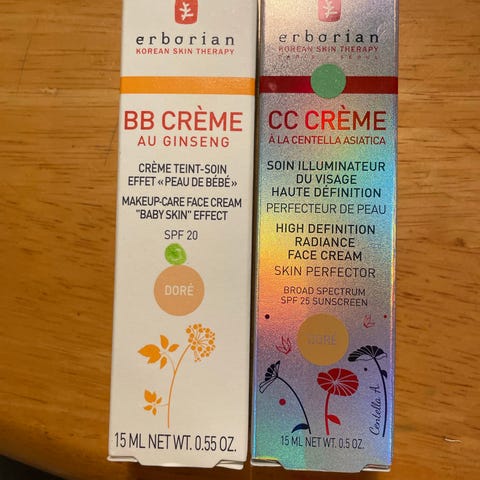 erborian
KOREAN SKIN THERAPY
BB CRÈME
AU GINSENG
CRÈME TEINT-SOIN
EFFET « PEAU DE BÉBÉ »
MAKEUP-CARE FACE CREAM
"BABY SKIN" EFFECT
SPF 20
DORÉ
15 ML NET WT. 0.55 OZ.
erborian
KOREAN SKIN THERAPY
CC CRÈME
À LA CENTELLA ASIATICA
SOIN ILLUMINATEUR
DU VISAGE
HAUTE DÉFINITION
PERFECTEUR DE PEAU
HIGH DEFINITION
RADIANCE
FACE CREAM
SKIN PERFECTOR
BROAD SPECTRUM
SPF 25 SUNSCREEN
DORÉ
Centella A.
15 ML NET WT. 0.5 OZ.